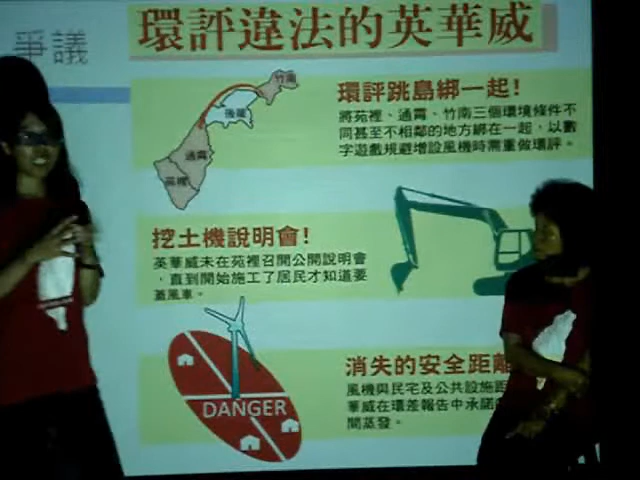 爭議
環評違法的英華威
竹南
後龍
通霄
苑裡
環評跳島綁一起！
將苑裡、通霄、竹南三個環境條件不
同甚至不相鄰的地方綁在一起，以數
字遊戲規避增設風機時需重做環評。
挖土機說明會！
英華威未在苑裡召開公開說明會
，直到開始施工了居民才知道要
蓋風車。
消失的安全距離
風機與民宅及公共設施距
華威在環差報告中承諾
間蒸發。
DANGER